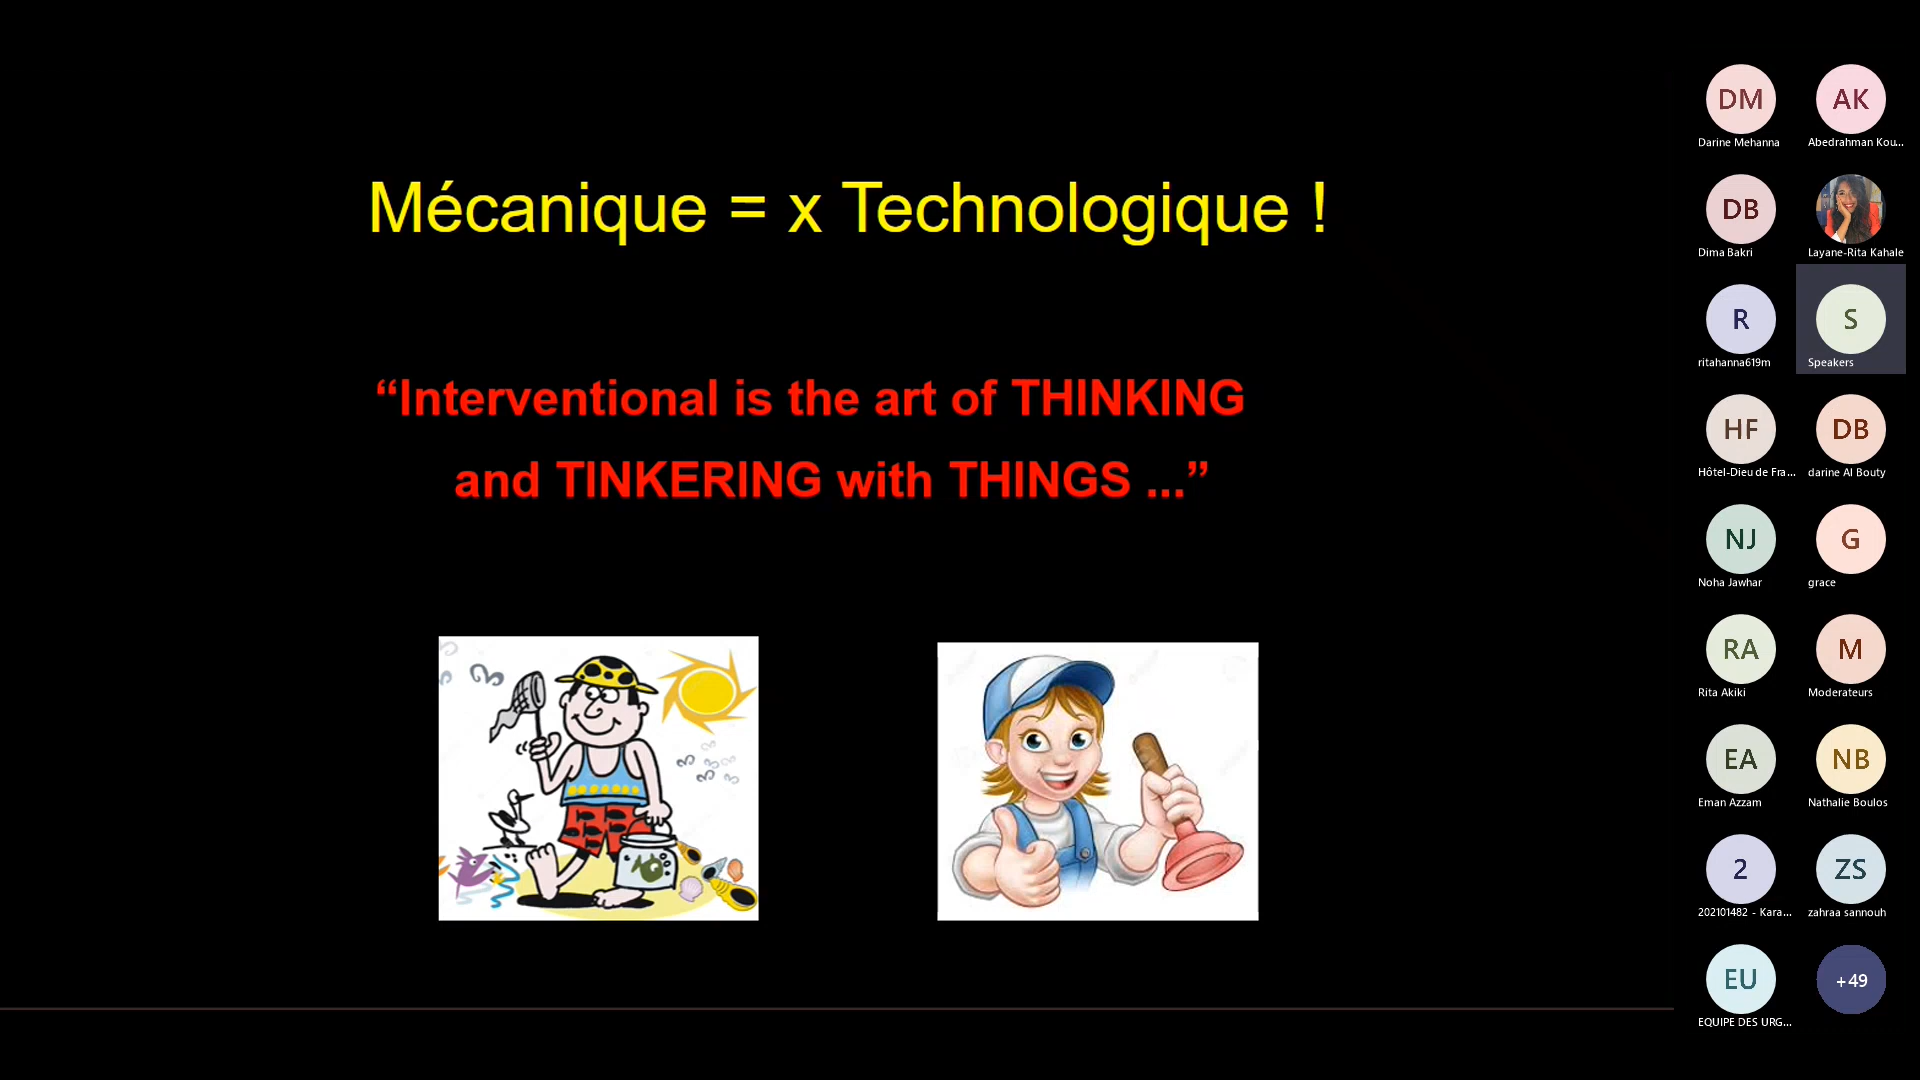 Mécanique = x Technologique !
“Interventional is the art of THINKING
and TINKERING with THINGS ...”
DM
Darine Mehanna
AK
Abedrahman Kou...
DB
Dima Bakri
Layane-Rita Kahale
R
ritahanna619m
S
Speakers
HF
Hôtel-Dieu de Fra...
DB
darine Al Bouty
NJ
Noha Jawhar
G
grace
RA
Rita Akiki
M
Moderateurs
EA
Eman Azzam
NB
Nathalie Boulos
2
202101482 - Kara...
ZS
zahraa sannouh
EU
EQUIPE DES URG...
+49